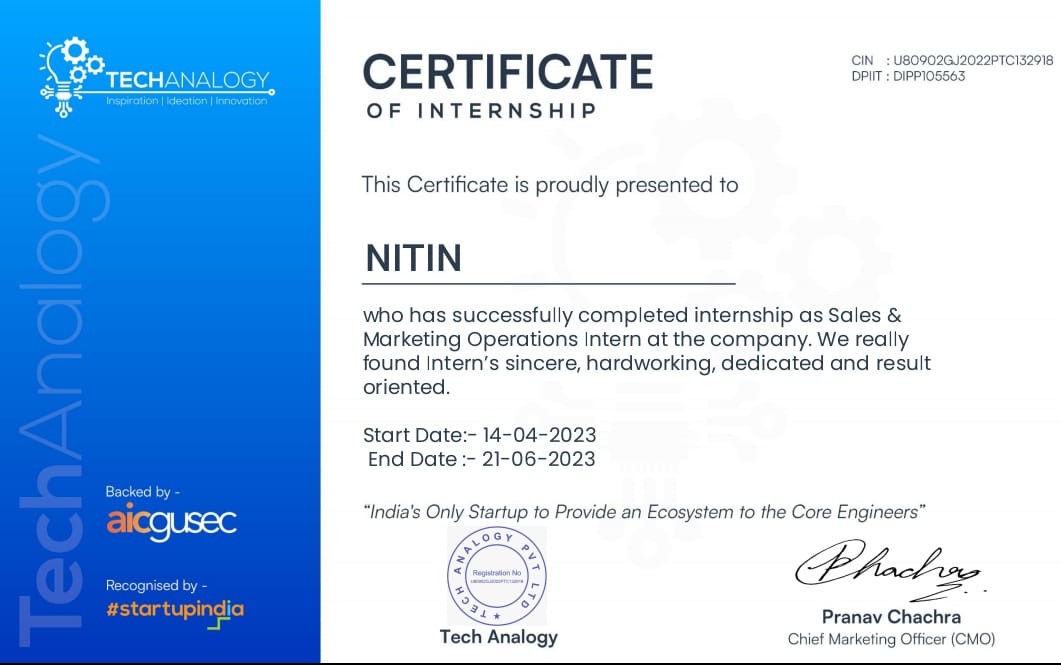 TECHANALOGY
Inspiration | Ideation | Innovation
TechAnalogy
Backed by -
aicgusec
Recognised by -
#startupindia
CERTIFICATE
OF INTERNSHIP
CIN : U80902GJ2022PTC132918
DPIIT : DIPP105563
This Certificate is proudly presented to
NITIN
who has successfully completed internship as Sales &
Marketing Operations Intern at the company. We really
found Intern's sincere, hardworking, dedicated and result
oriented.
Start Date:- 14-04-2023
End Date :- 21-06-2023
“India's Only Startup to Provide an Ecosystem to the Core Engineers”
TECH ANALOGY PVT LTD
Registration No
U80902GJ2022PTC132918
Tech Analogy
PChachra
Pranav Chachra
Chief Marketing Officer (CMO)